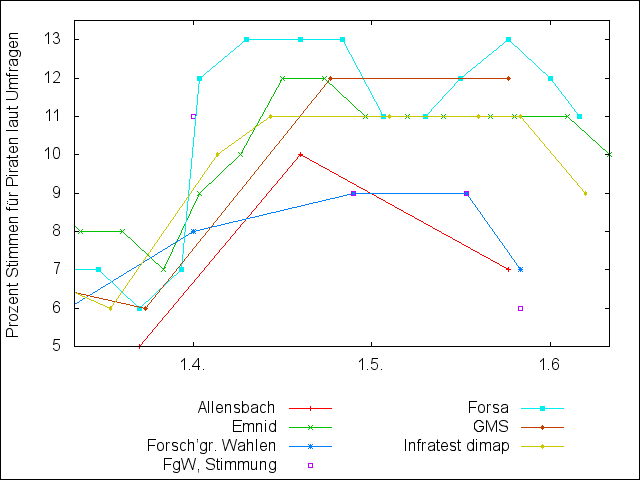 Prozent Stimmen für Piraten laut Umfragen
13
12
11
10
9
8
7
6
5
1.4.
1.5.
1.6
Allensbach
Emnid
Forsch'gr. Wahlen
FgW, Stimmung
Forsa
GMS
Infratest dimap